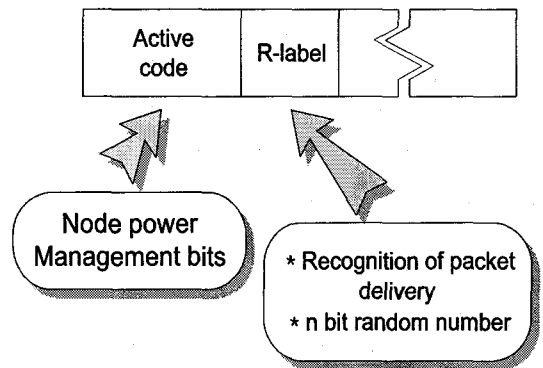 Active
code
R-label
Node power
Management bits
* Recognition of packet
delivery
* n bit random number